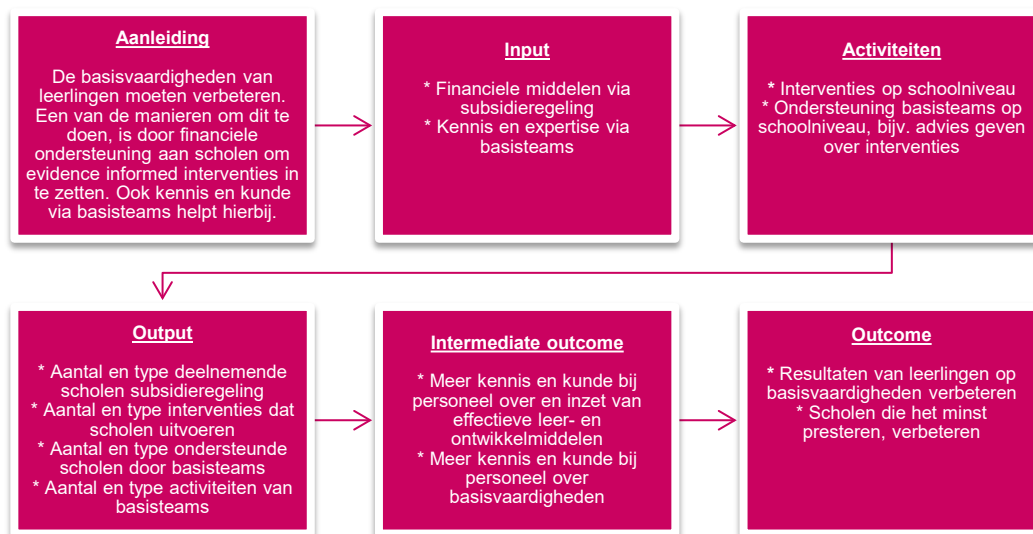 Aanleiding
De basisvaardigheden van
leerlingen moeten verbeteren.
Een van de manieren om dit te
doen, is door financiele
ondersteuning aan scholen om
evidence informed interventies in
te zetten. Ook kennis en kunde
via basisteams helpt hierbij.
Input
* Financiele middelen via
subsidieregeling
* Kennis en expertise via
basisteams
Activiteiten
* Interventies op schoolniveau
* Ondersteuning basisteams op
schoolniveau, bijv. advies geven
over interventies
Output
* Aantal en type deelnemende
scholen subsidieregeling
* Aantal en type interventies dat
scholen uitvoeren
* Aantal en type ondersteunde
scholen door basisteams
* Aantal en type activiteiten van
basisteams
Intermediate outcome
* Meer kennis en kunde bij
personeel over en inzet van
effectieve leer- en
ontwikkelmiddelen
* Meer kennis en kunde bij
personeel over
basisvaardigheden
Outcome
* Resultaten van leerlingen op
basisvaardigheden verbeteren
* Scholen die het minst
presteren, verbeteren